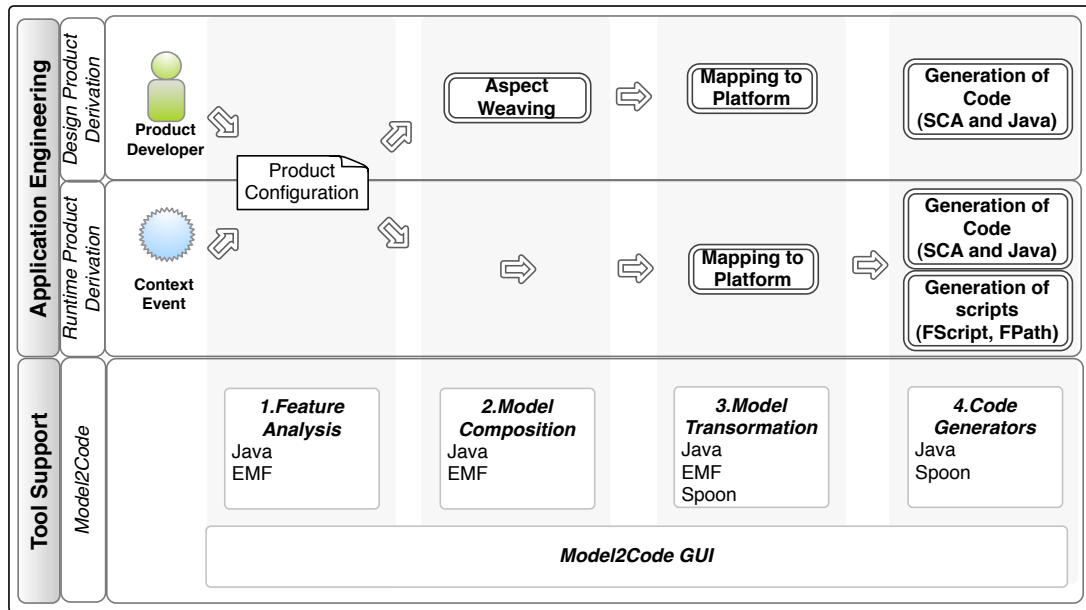 Application Engineering
Design Product
Derivation
Product
Developer
Aspect
Weaving
Mapping to
Platform
Generation of
Code
(SCA and Java)
Product
Configuration
Runtime Product
Derivation
Context
Event
Mapping to
Platform
Generation of
Code
(SCA and Java)
Generation of
scripts
(FScript, FPath)
Tool Support
Model2Code
1.Feature
Analysis
Java
EMF
2.Model
Composition
Java
EMF
3.Model
Transormation
Java
EMF
Spoon
4.Code
Generators
Java
Spoon
Model2Code GUI